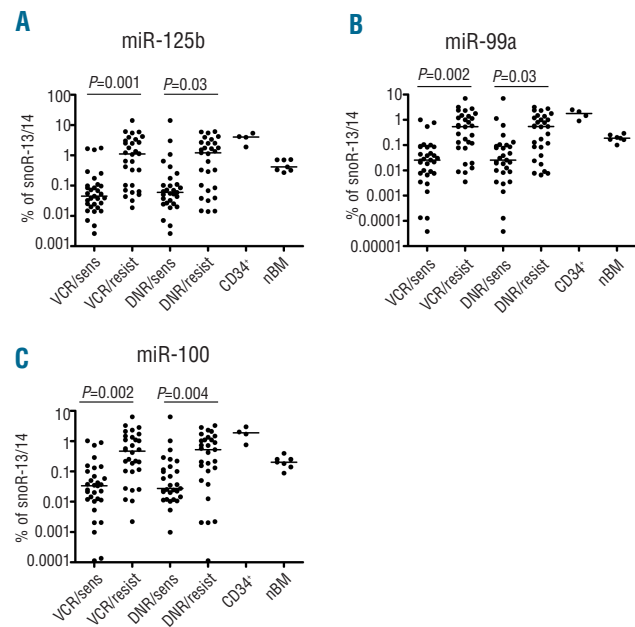 A
miR-125b
P=0.001
P=0.03
% of snoR-13/14
100
10
1
0.1
0.01
0.001
VCR/sens
VCR/resist
DNR/sens
DNR/resist
CD34+
nBM
B
miR-99a
P=0.002
P=0.03
% of snoR-13/14
10
1
0.1
0.01
0.001
0.0001
0.00001
VCR/sens
VCR/resist
DNR/sens
DNR/resist
CD34+
nBM
C
miR-100
P=0.002
P=0.004
% of snoR-13/14
10
1
0.1
0.01
0.001
0.0001
VCR/sens
VCR/resist
DNR/sens
DNR/resist
CD34+
nBM